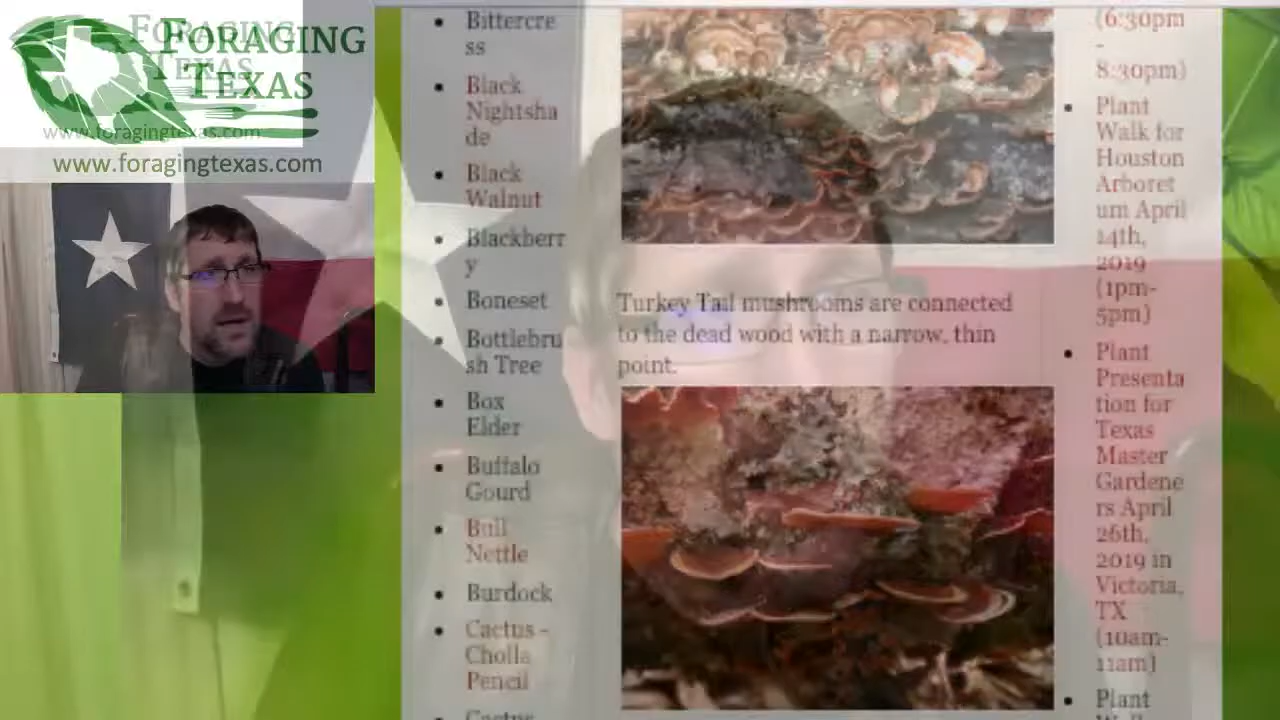 FORAGING
TEXAS
FORAGING
TEXAS
www.foragingtexas.com
www.foragingtexas.com
Bittercre
ss
Black
Nightsha
de
Black
Walnut
Blackberr
y
Boneset
Bottlebru
sh Tree
Box
Elder
Buffalo
Gourd
Bull
Nettle
Burdock
Cactus -
Cholla
Pencil
Cactus
Turkey Tail mushrooms are connected
to the dead wood with a narrow, thin
point.
(6:30pm
-
8:30pm)
Plant
Walk for
Houston
Arboret
um April
14th,
2019
(1pm-
5pm)
Plant
Presenta
tion for
Texas
Master
Gardene
rs April
26th,
2019 in
Victoria,
TX
(10am-
11am)
Plant